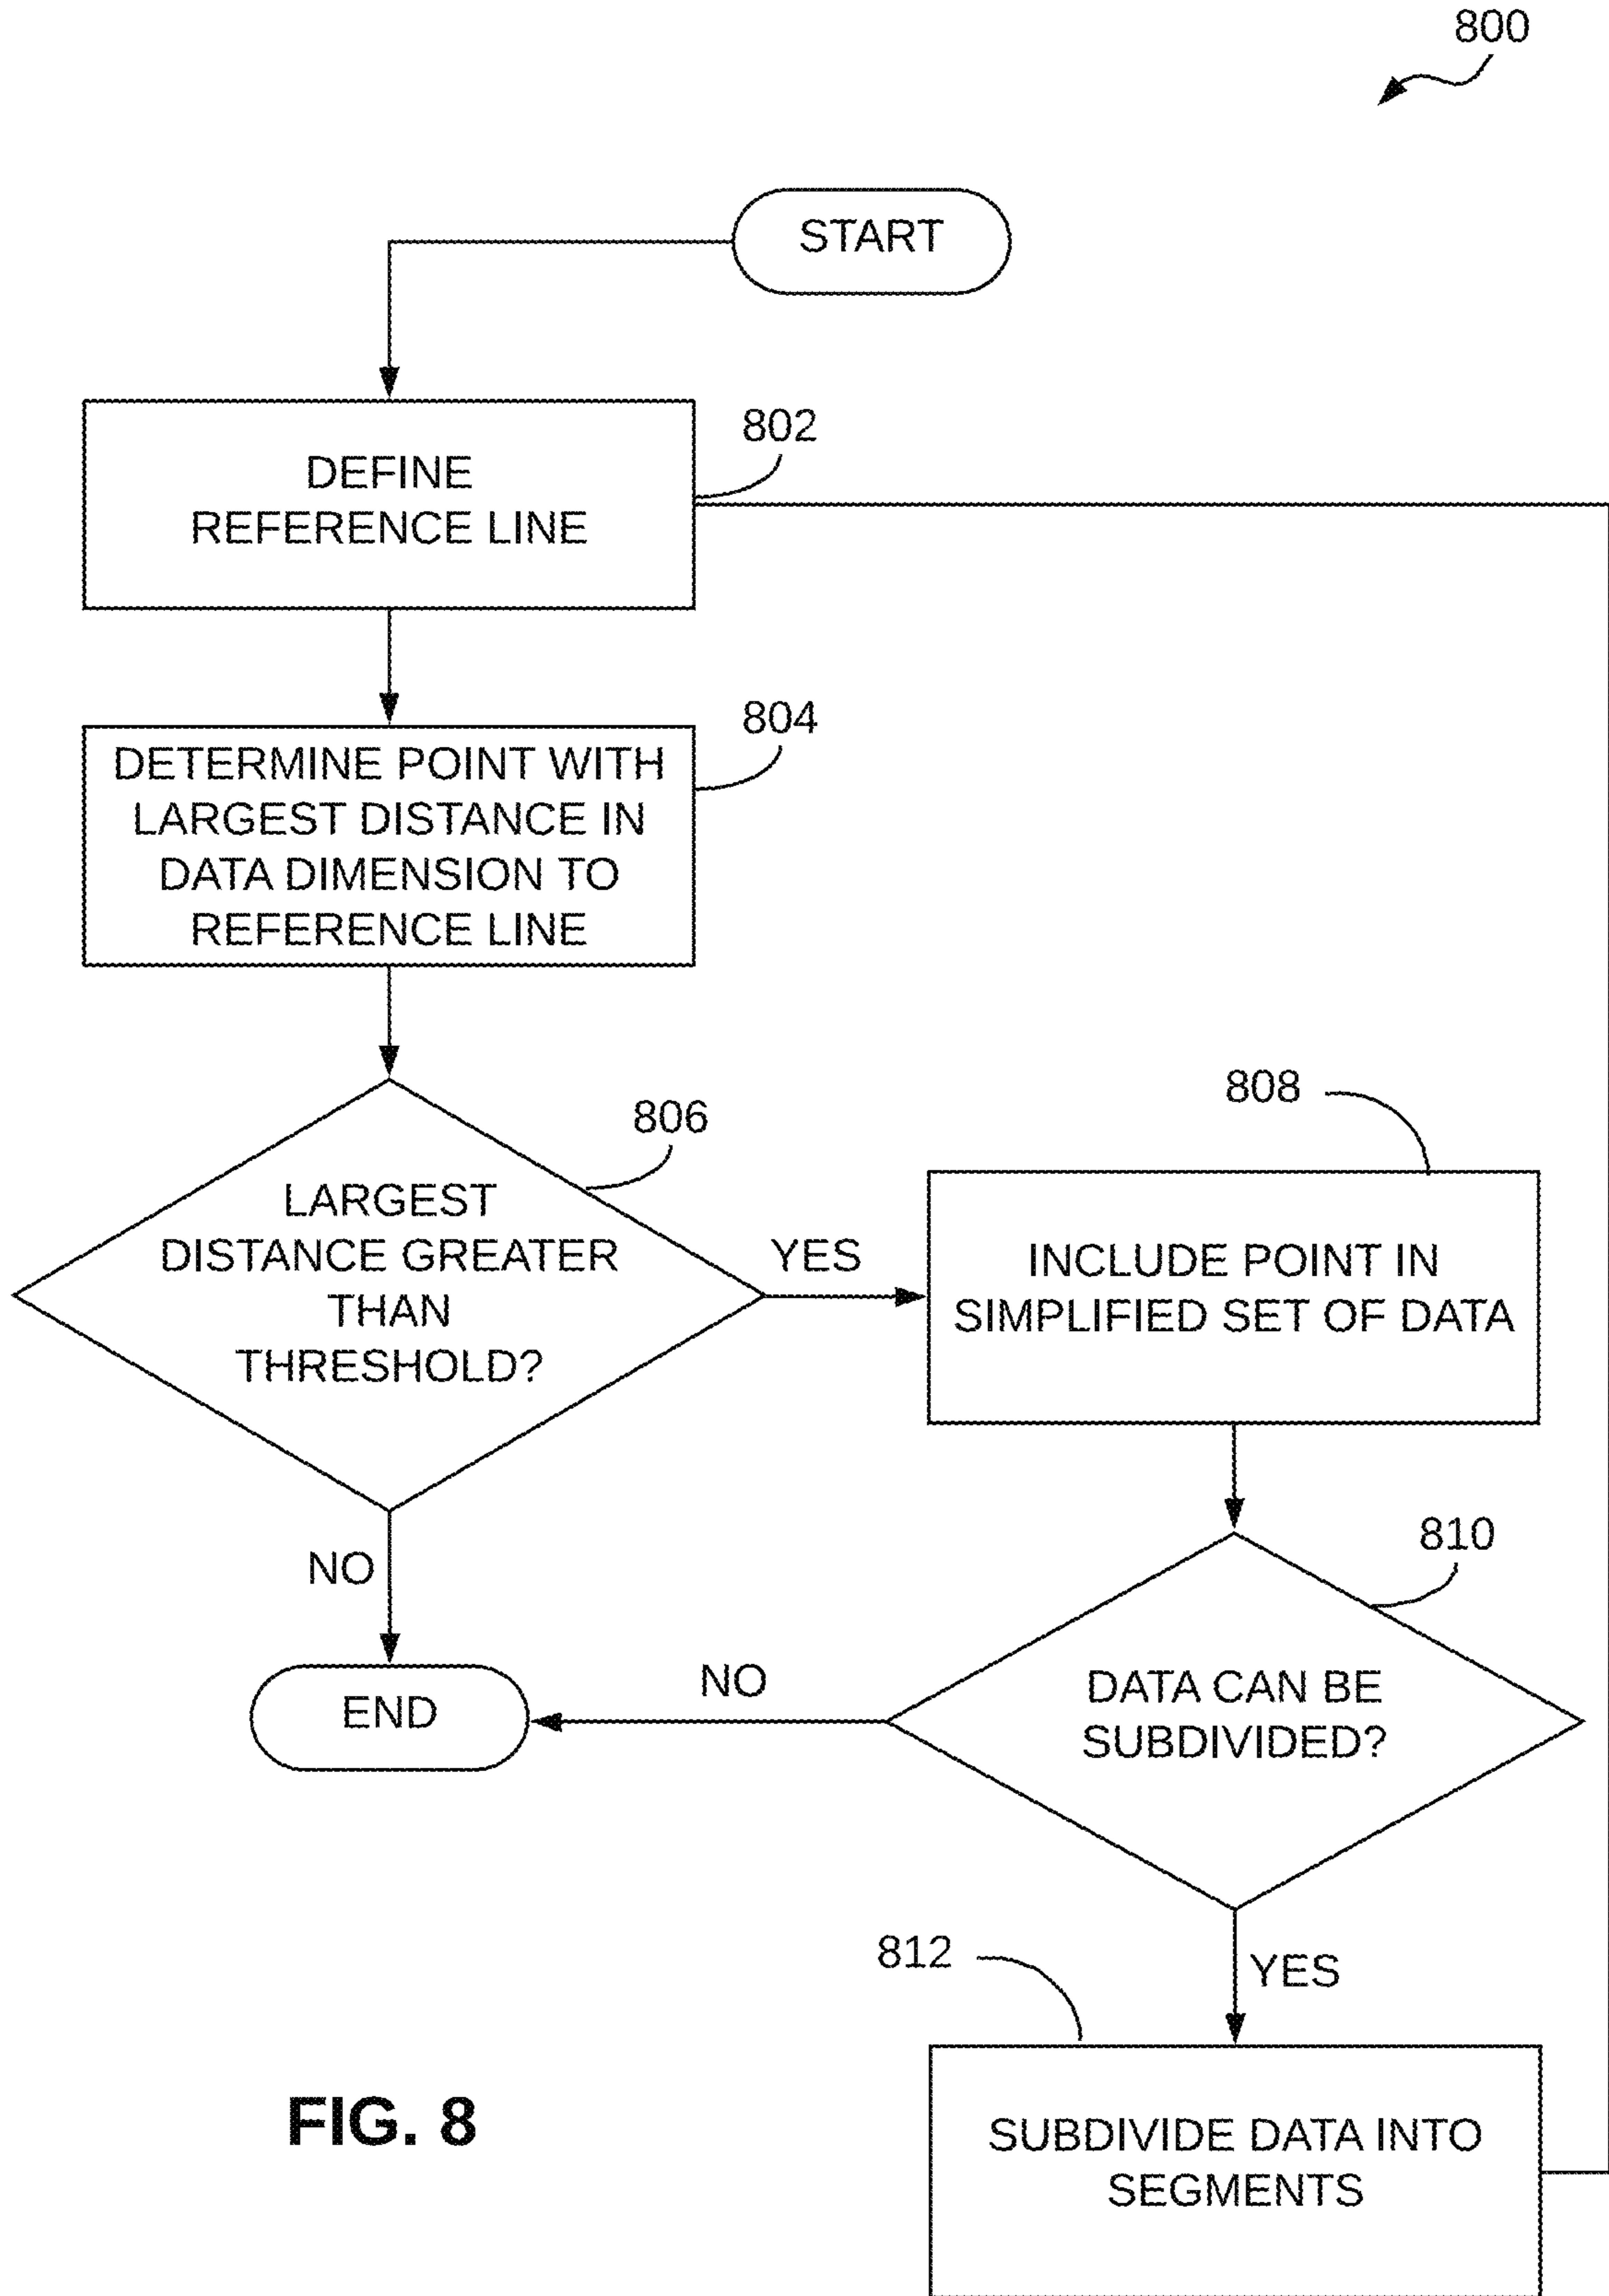 800
START
802
DEFINE
REFERENCE LINE
804
DETERMINE POINT WITH
LARGEST DISTANCE IN
DATA DIMENSION TO
REFERENCE LINE
806
LARGEST
DISTANCE GREATER
THAN
THRESHOLD?
YES
808
INCLUDE POINT IN
SIMPLIFIED SET OF DATA
NO
810
DATA CAN BE
SUBDIVIDED?
NO
END
YES
812
SUBDIVIDE DATA INTO
SEGMENTS
FIG. 8